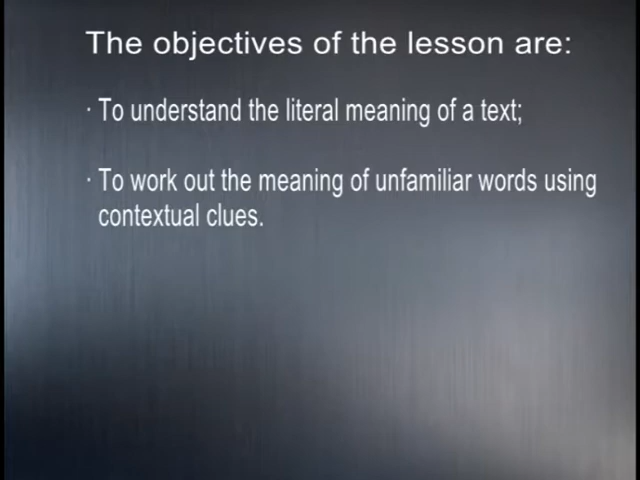 The objectives of the lesson are:
· To understand the literal meaning of a text;
· To work out the meaning of unfamiliar words using
contextual clues.